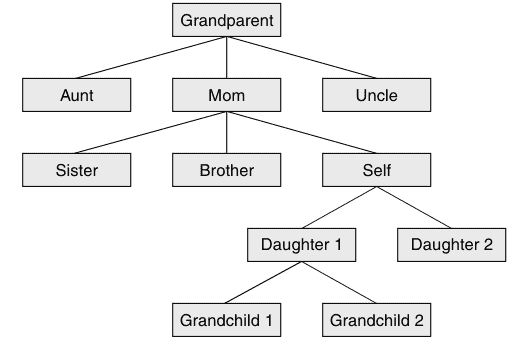 Grandparent
Aunt
Mom
Uncle
Sister
Brother
Self
Daughter 1
Daughter 2
Grandchild 1
Grandchild 2